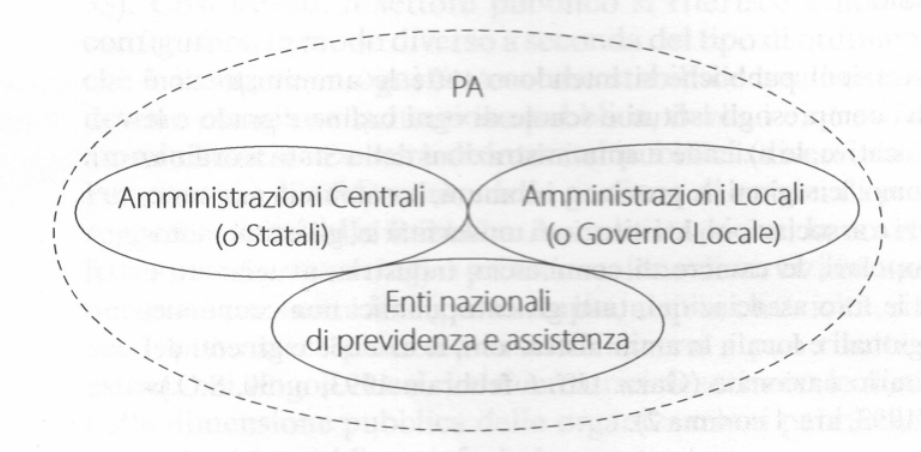 PA
Amministrazioni Centrali
(o Statali)
Amministrazioni Locali
(o Governo Locale)
Enti nazionali
di previdenza e assistenza